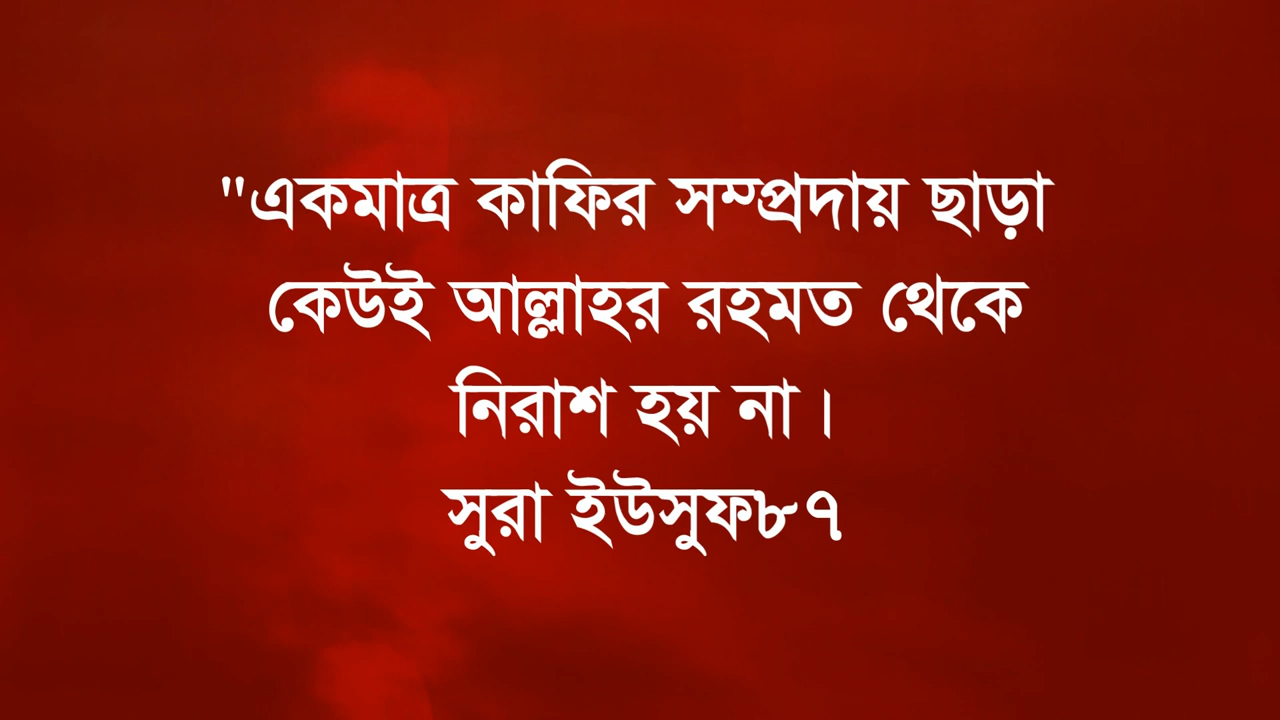 "একমাত্র কাফির সম্প্রদায় ছাড়া
কেউই আল্লাহর রহমত থেকে
নিরাশ হয় না।
সুরা ইউসুফ৮৭